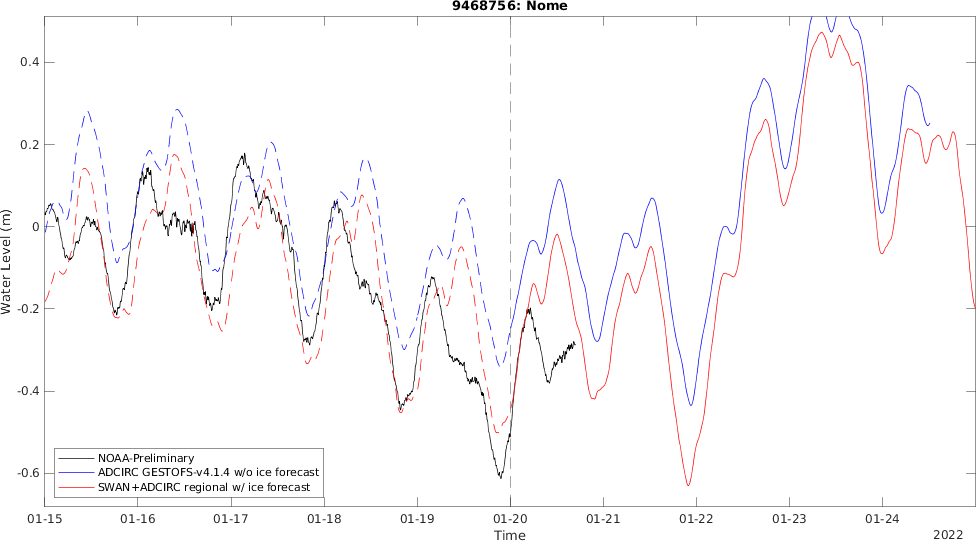 9468756: Nome
Water Level (m)
0.4
0.2
0
-0.2
-0.4
-0.6
NOAA-Preliminary
ADCIRC GESTOFS-v4.1.4 w/o ice forecast
SWAN+ADCIRC regional w/ ice forecast
01-15 01-16 01-17 01-18 01-19 01-20 01-21 01-22 01-23 01-24
Time
2022